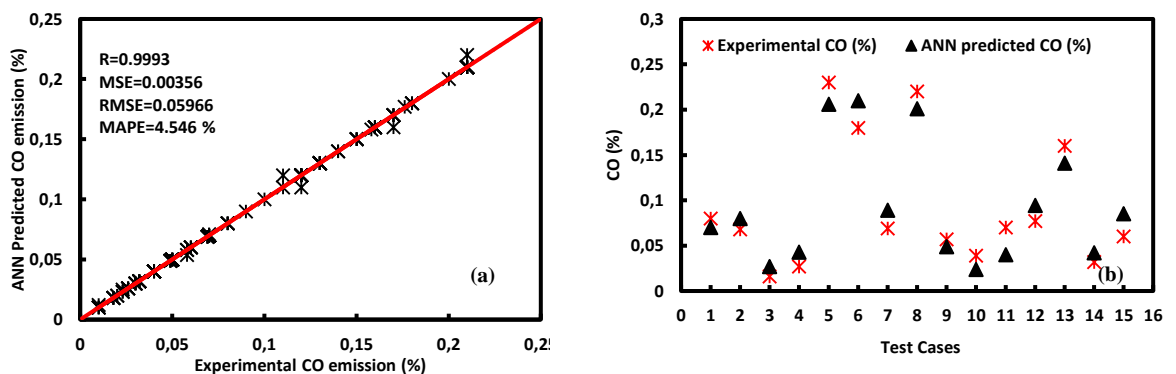 0,25
0,2
0,15
0,1
0,05
0
ANN Predicted CO emission (%)
R=0.9993
MSE=0.00356
RMSE=0.05966
MAPE=4.546 %
(a)
0 0,05 0,1 0,15 0,2 0,25
Experimental CO emission (%)
0,3
0,25
0,2
0,15
0,1
0,05
0
CO (%)
Experimental CO (%) ANN predicted CO (%)
(b)
0 1 2 3 4 5 6 7 8 9 10 11 12 13 14 15 16
Test Cases